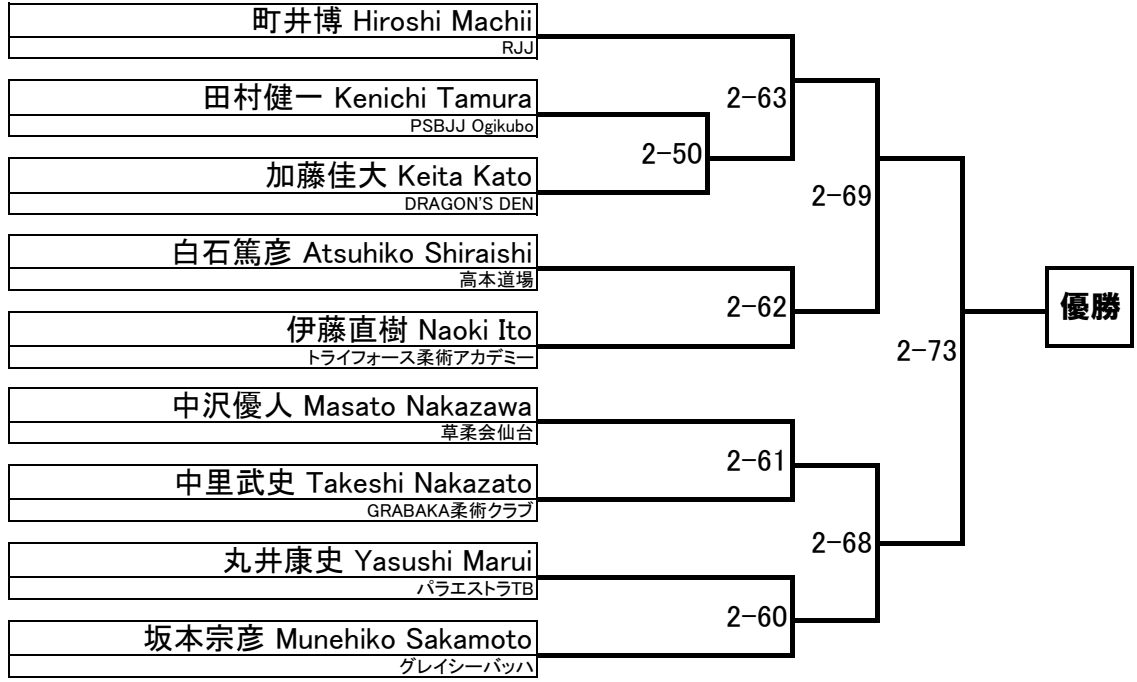 町井博 Hiroshi Machii
RJJ
2-63
田村健一 Kenichi Tamura
PSBJJ Ogikubo
2-50
加藤佳大 Keita Kato
DRAGON'S DEN
2-69
白石篤彦 Atsuhiko Shiraishi
高本道場
2-62
伊藤直樹 Naoki Ito
トライフォース柔術アカデミー
優勝
2-73
中沢優人 Masato Nakazawa
草柔会仙台
2-61
中里武史 Takeshi Nakazato
GRABAKA柔術クラブ
2-68
丸井康史 Yasushi Marui
パラエストラTB
2-60
坂本宗彦 Munehiko Sakamoto
グレイシーバッハ